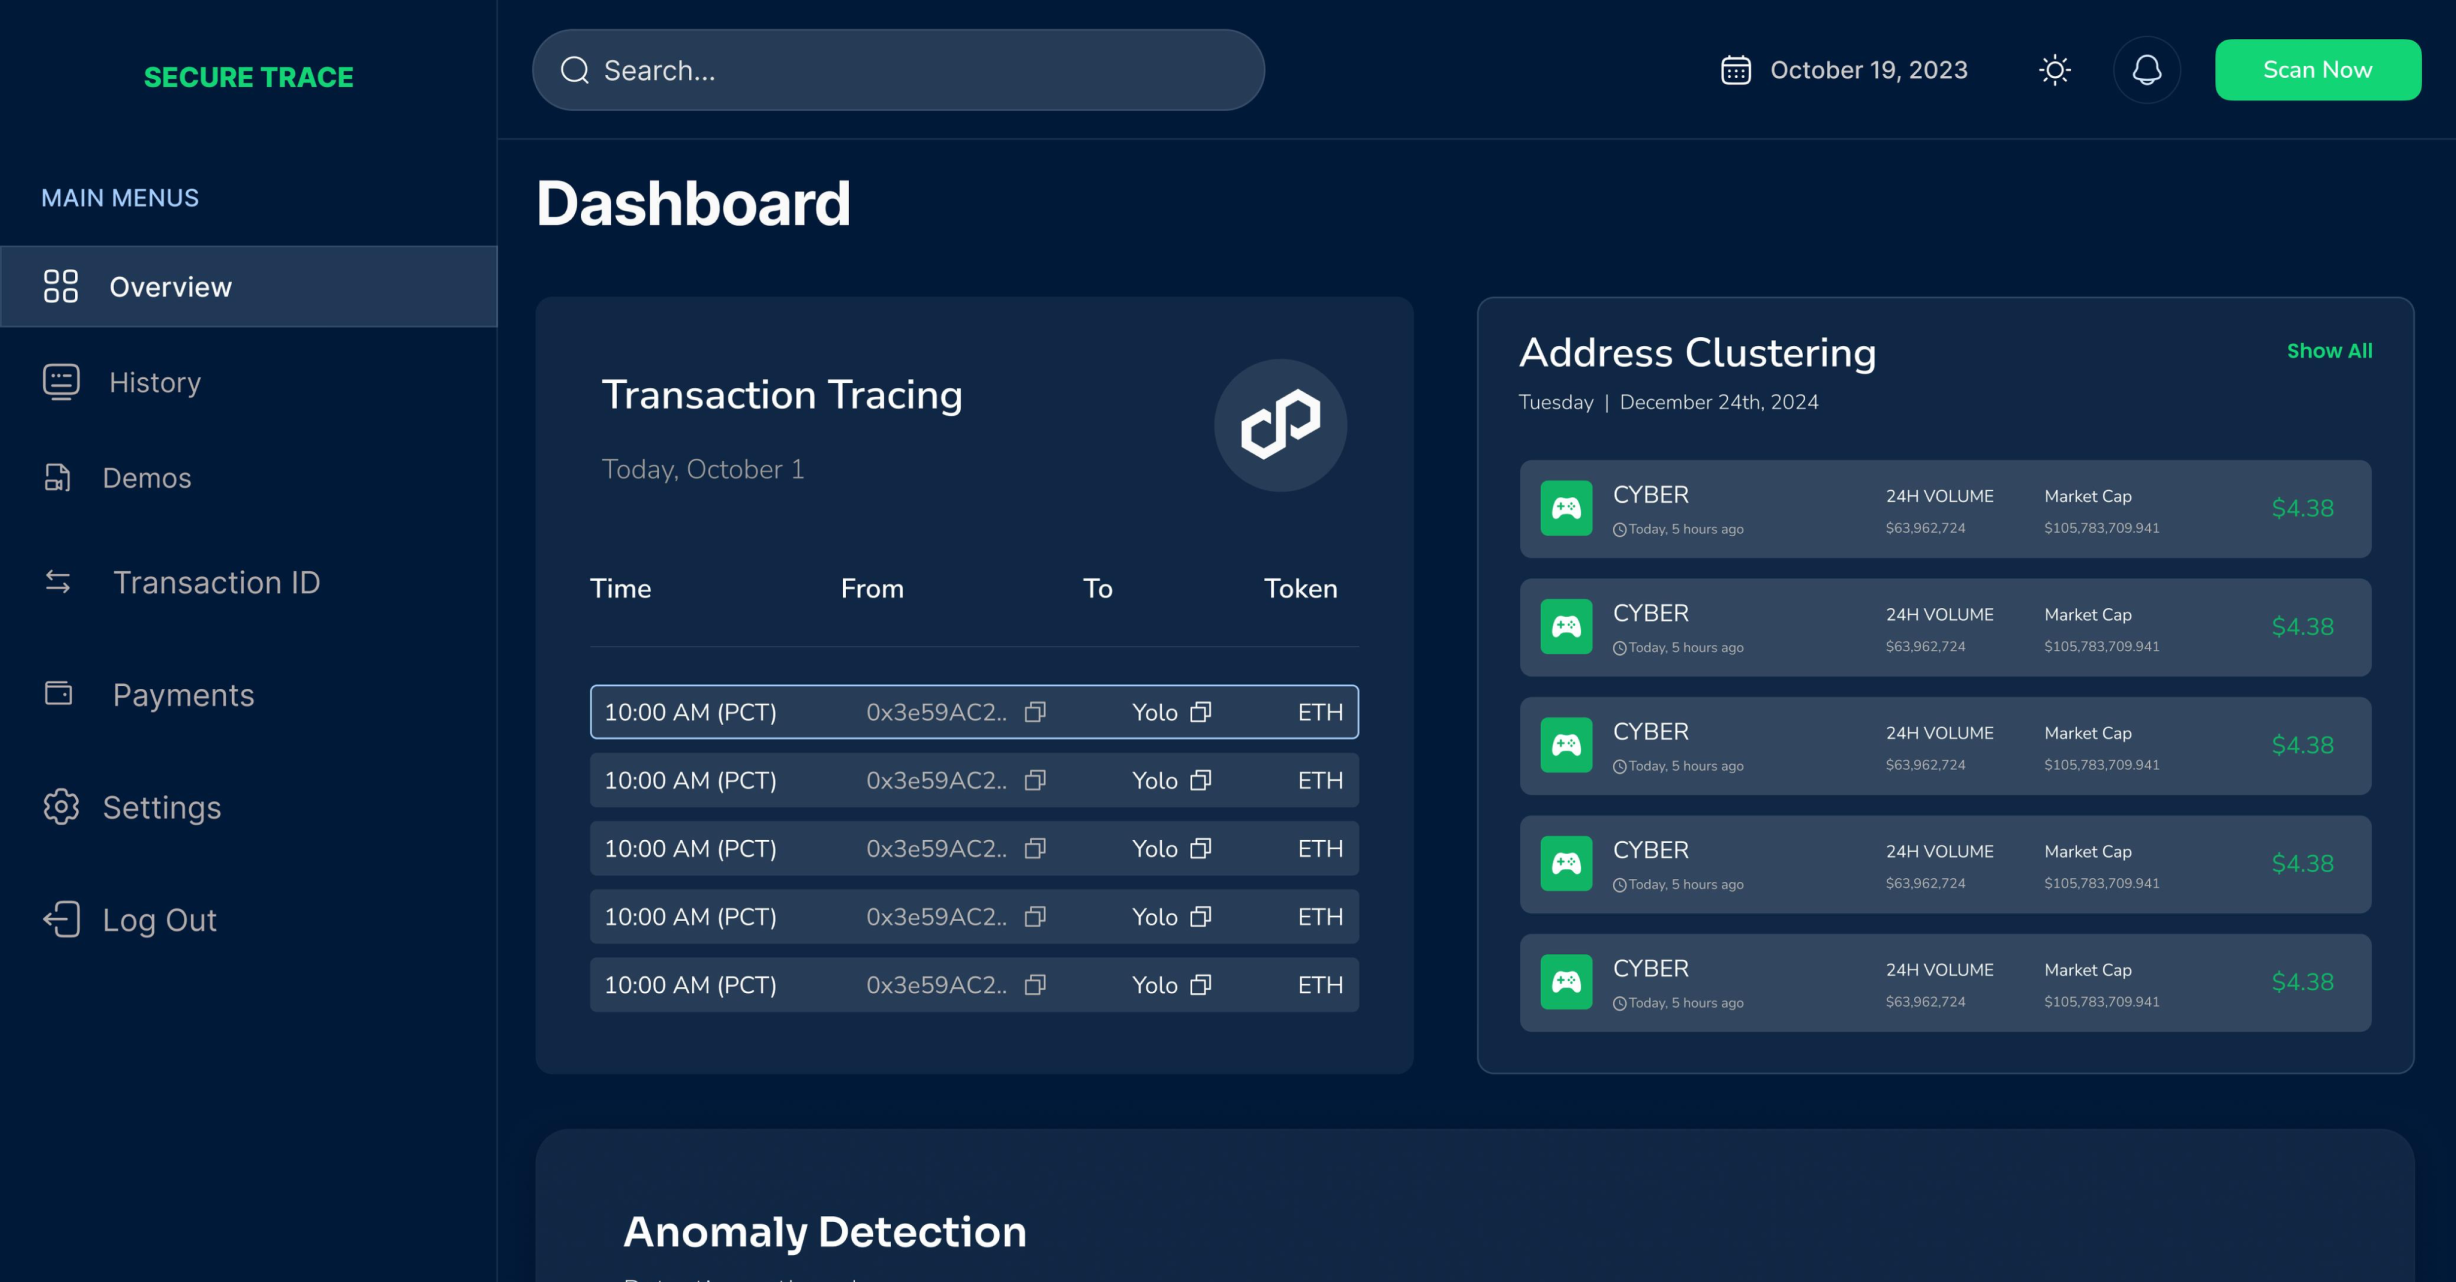 SECURE TRACE
MAIN MENUS
Overview
History
Demos
Transaction ID
Payments
Settings
Log Out
Search...
October 19, 2023
Scan Now
Dashboard
Transaction Tracing
Today, October 1
Time From To Token
10:00 AM (PCT) 0x3e59AC2.. Yolo ETH
10:00 AM (PCT) 0x3e59AC2.. Yolo ETH
10:00 AM (PCT) 0x3e59AC2.. Yolo ETH
10:00 AM (PCT) 0x3e59AC2.. Yolo ETH
10:00 AM (PCT) 0x3e59AC2.. Yolo ETH
Address Clustering
Show All
Tuesday | December 24th, 2024
CYBER 24H VOLUME Market Cap $4.38
Today, 5 hours ago $63,962,724 $105,783,709.941
CYBER 24H VOLUME Market Cap $4.38
Today, 5 hours ago $63,962,724 $105,783,709.941
CYBER 24H VOLUME Market Cap $4.38
Today, 5 hours ago $63,962,724 $105,783,709.941
CYBER 24H VOLUME Market Cap $4.38
Today, 5 hours ago $63,962,724 $105,783,709.941
CYBER 24H VOLUME Market Cap $4.38
Today, 5 hours ago $63,962,724 $105,783,709.941
Anomaly Detection